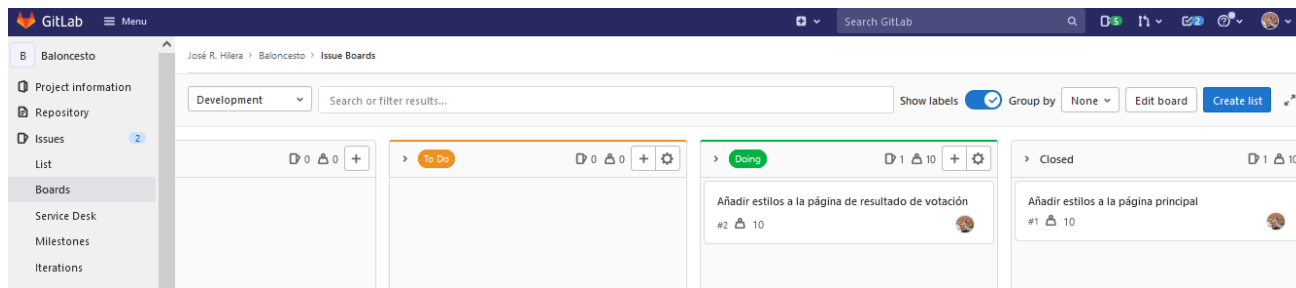 GitLab Menu Search GitLab 5 2
B Baloncesto
José R. Hilera > Baloncesto > Issue Boards
Project information
Development Search or filter results... Show labels Group by None Edit board Create list
Repository
Issues 2
0 0 + To Do 0 0 + Doing 1 10 + Closed 1 10
List
Boards
Añadir estilos a la página de resultado de votación
#2 10
Añadir estilos a la página principal
#1 10
Service Desk
Milestones
Iterations